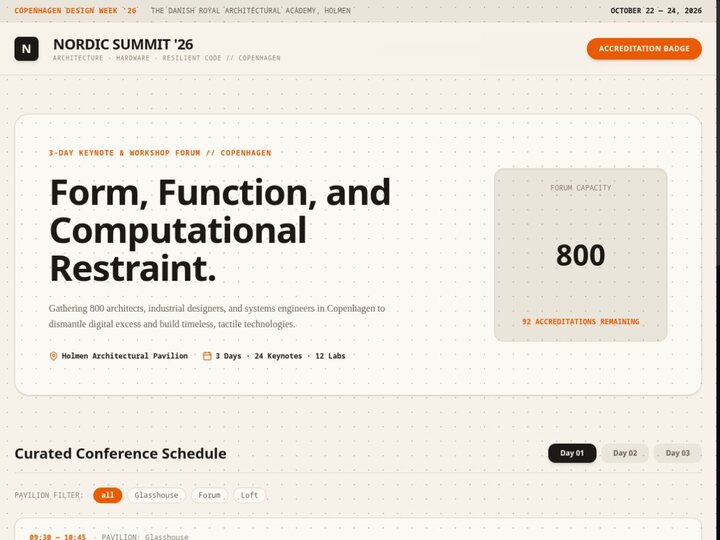 COPENHAGEN DESIGN WEEK '26 THE DANISH ROYAL ARCHITECTURAL ACADEMY, HOLMEN OCTOBER 22 — 24, 2026
N NORDIC SUMMIT '26 ACCREDITATION BADGE
ARCHITECTURE · HARDWARE · RESILIENT CODE // COPENHAGEN
3-DAY KEYNOTE & WORKSHOP FORUM // COPENHAGEN
Form, Function, and
Computational
Restraint.
Gathering 800 architects, industrial designers, and systems engineers in Copenhagen to
dismantle digital excess and build timeless, tactile technologies.
Holmen Architectural Pavilion 3 Days · 24 Keynotes · 12 Labs
FORUM CAPACITY
800
92 ACCREDITATIONS REMAINING
Curated Conference Schedule Day 01 Day 02 Day 03
PAVILION FILTER: all Glasshouse Forum Loft
09:30 — 10:45 · PAVILION: Glasshouse